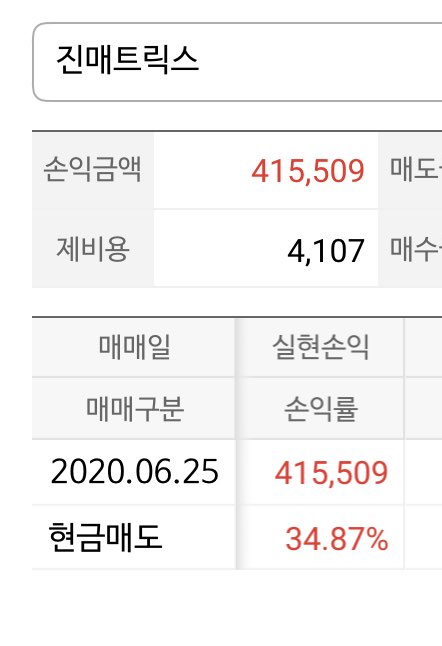 진매트릭스
손익금액 415,509 매도
제비용 4,107 매수
매매일 실현손익
매매구분 손익률
2020.06.25 415,509
현금매도 34.87%